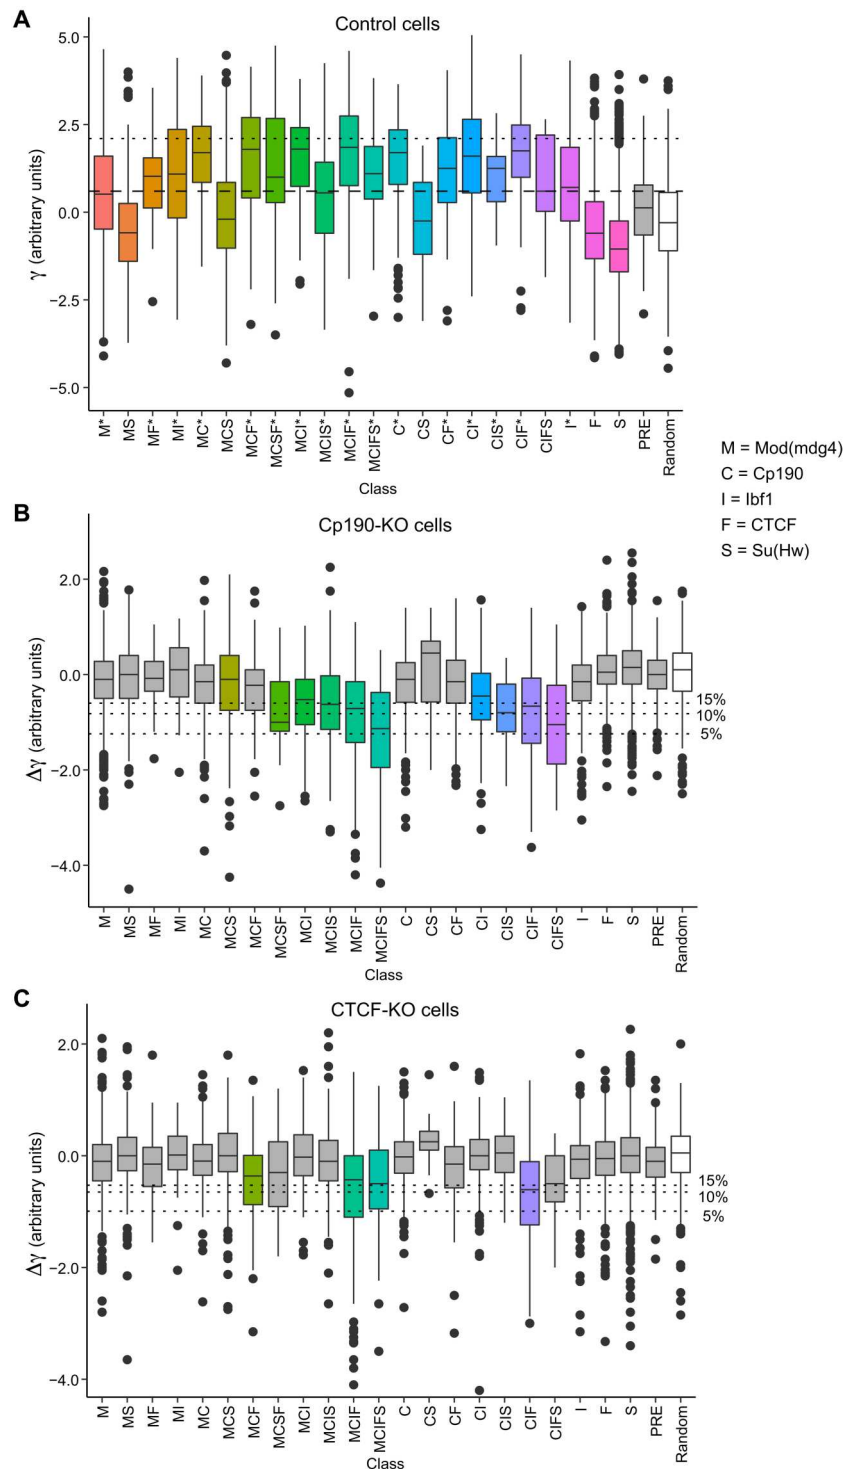 A
Control cells
5.0
2.5
0.0
−2.5
−5.0
γ (arbitrary units)
M* MS MF* MI* MC* MCS MCF* MCSF* MCI* MCIS* MCIF* MCIFS* C* CS CF* CI* CIS* CIF* CIFS I* F S PRE Random
Class
M = Mod(mdg4)
C = Cp190
I = Ibf1
F = CTCF
S = Su(Hw)
B
Cp190-KO cells
2.0
0.0
−2.0
−4.0
Δγ (arbitrary units)
15%
10%
5%
M MS MF MI MC MCS MCF MCSF MCI MCIS MCIF MCIFS C CS CF CI CIS CIF CIFS I F S PRE Random
Class
C
CTCF-KO cells
2.0
0.0
−2.0
−4.0
Δγ (arbitrary units)
15%
10%
5%
M MS MF MI MC MCS MCF MCSF MCI MCIS MCIF MCIFS C CS CF CI CIS CIF CIFS I F S PRE Random
Class